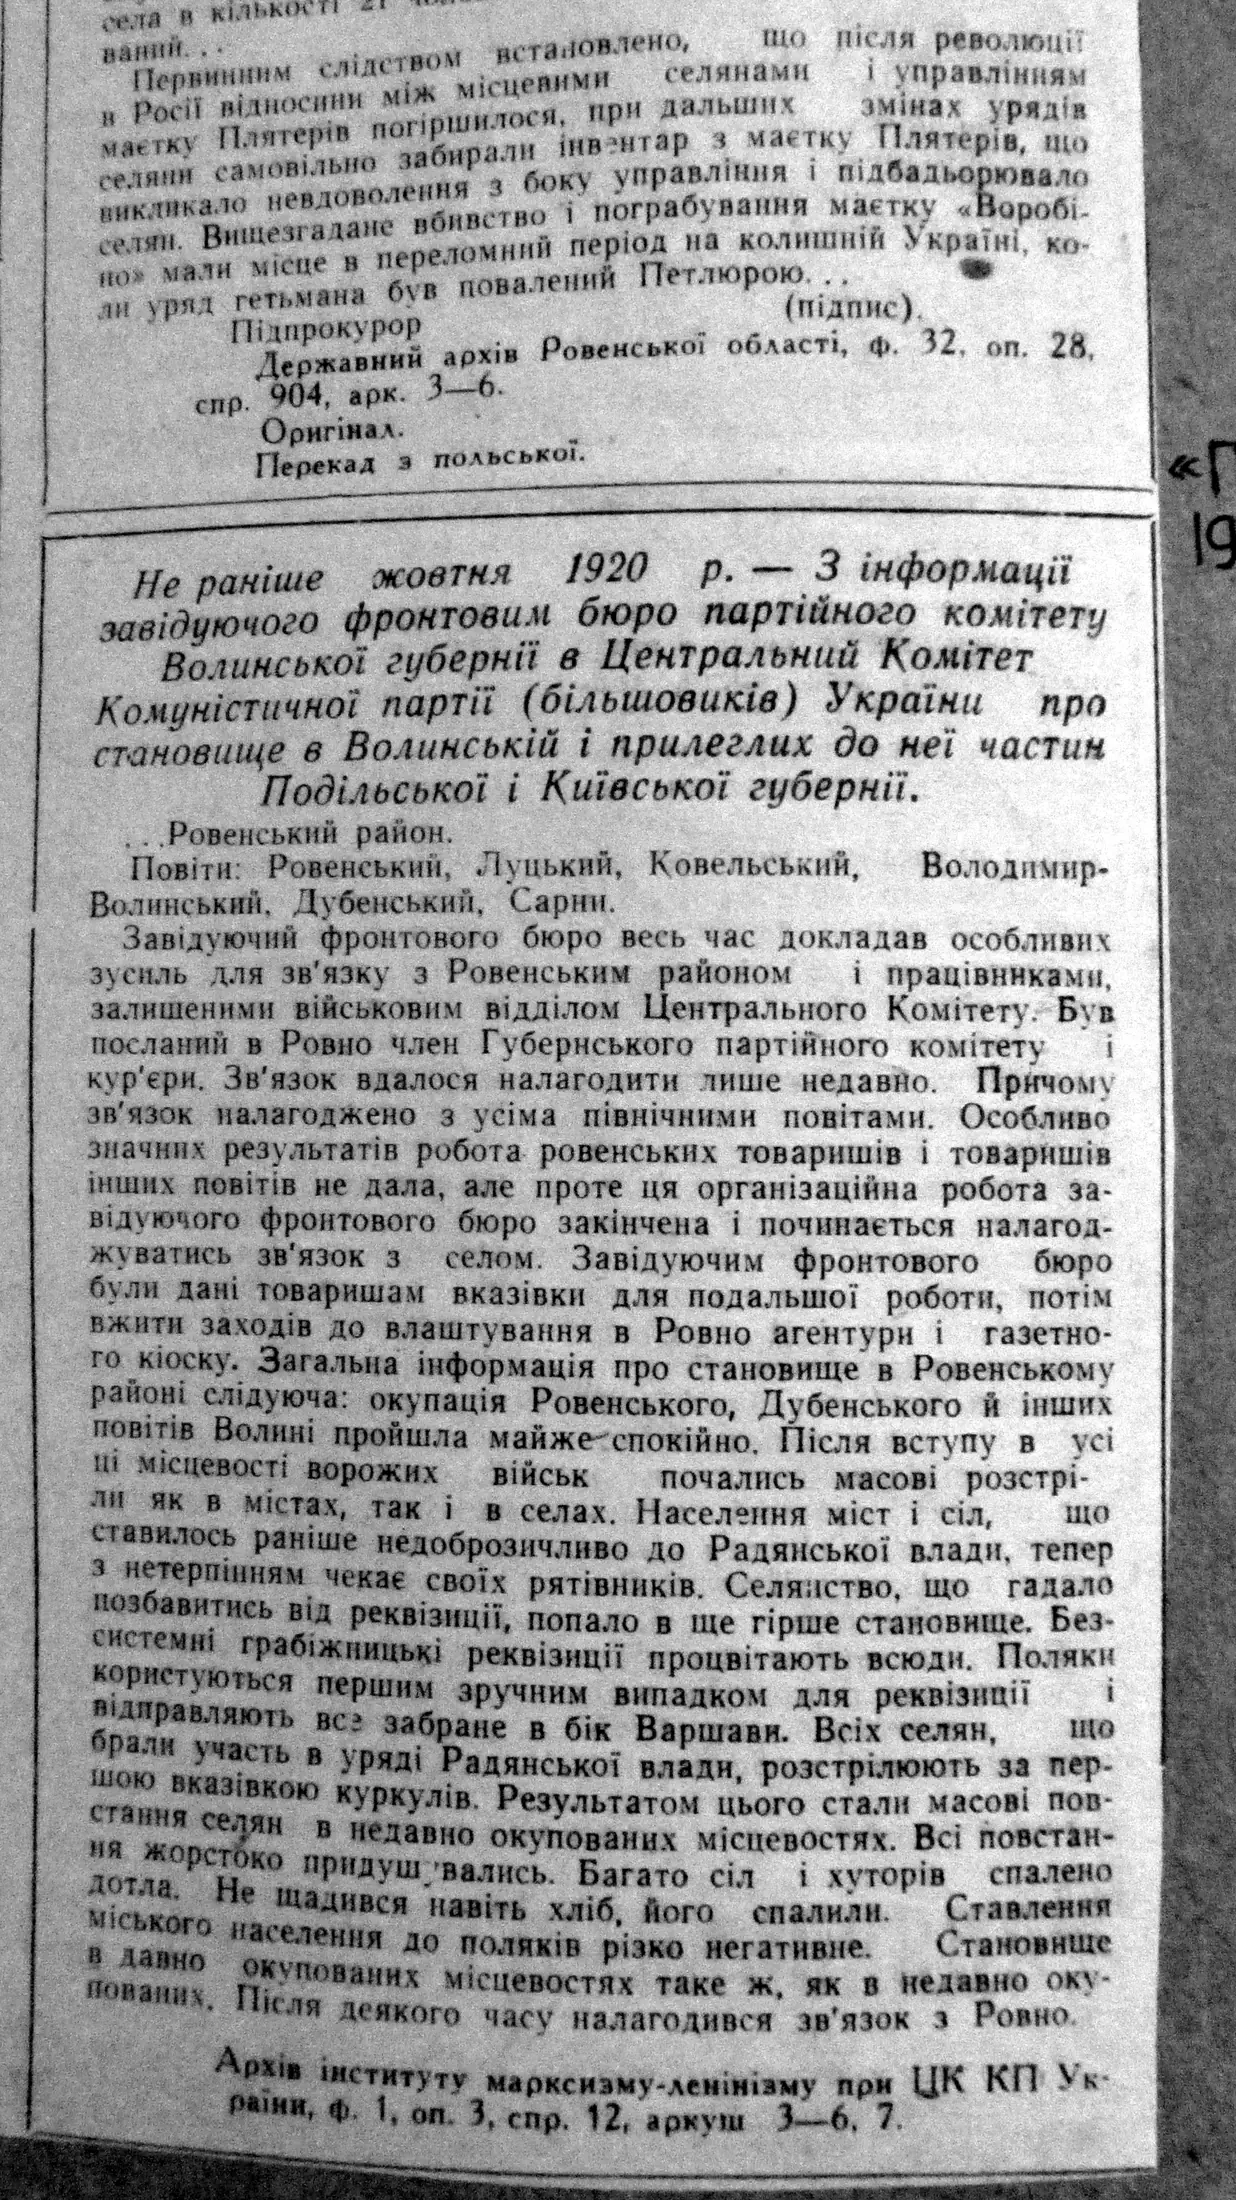 села в кількості 21
ваний...
Первинним слідством встановлено, що після революції
в Росії відносини між місцевими селянами і управлінням
маєтку Плятерів погіршилося, при дальших змінах урядів
селяни самовільно забирали інвентар з маєтку Плятерів, що
викликало невдоволення з боку управління і підбадьорювало
селян. Вищезгадане вбивство і пограбування маєтку «Воробі-
но» мали місце в переломний період на колишній Україні, ко-
ли уряд гетьмана був повалений Петлюрою...
Підпрокурор (підпис).
Державний архів Ровенської області, ф. 32, оп. 28,
спр. 904, арк. 3—6.
Оригінал.
Перекад з польської.
«Г
19
Не раніше жовтня 1920 р. — З інформації
завідуючого фронтовим бюро партійного комітету
Волинської губернії в Центральний Комітет
Комуністичної партії (більшовиків) України про
становище в Волинській і прилеглих до неї частин
Подільської і Київської губернії.
...Ровенський район.
Повіти: Ровенський, Луцький, Ковельський, Володимир-
Волинський, Дубенський, Сарни.
Завідуючий фронтового бюро весь час докладав особливих
зусиль для зв'язку з Ровенським районом і працівниками,
залишеними військовим відділом Центрального Комітету. Був
посланий в Ровно член Губернського партійного комітету і
кур'єри. Зв'язок вдалося налагодити лише недавно. Причому
зв'язок налагоджено з усіма північними повітами. Особливо
значних результатів робота ровенських товаришів і товаришів
інших повітів не дала, але проте ця організаційна робота за-
відуючого фронтового бюро закінчена і починається налагод-
жуватись зв'язок з селом. Завідуючим фронтового бюро
були дані товаришам вказівки для подальшої роботи, потім
вжити заходів до влаштування в Ровно агентури і газетно-
го кіоску. Загальна інформація про становище в Ровенському
районі слідуюча: окупація Ровенського, Дубенського й інших
повітів Волині пройшла майже спокійно. Після вступу в усі
ці місцевості ворожих військ почались масові розстрі-
ли як в містах, так і в селах. Населення міст і сіл, що
ставилось раніше недоброзичливо до Радянської влади, тепер
з нетерпінням чекає своїх рятівників. Селянство, що гадало
позбавитись від реквізиції, попало в ще гірше становище. Без-
системні грабіжницькі реквізиції процвітають всюди. Поляки
користуються першим зручним випадком для реквізиції і
відправляють все забране в бік Варшави. Всіх селян, що
брали участь в уряді Радянської влади, розстрілюють за пер-
шою вказівкою куркулів. Результатом цього стали масові пов-
стання селян в недавно окупованих місцевостях. Всі повстан-
ня жорстоко придушувались. Багато сіл і хуторів спалено
дотла. Не щадився навіть хліб, його спалили. Ставлення
міського населення до поляків різко негативне. Становище
в давно окупованих місцевостях таке ж, як в недавно оку-
пованих. Після деякого часу налагодився зв'язок з Ровно.
Архів інституту марксизму-ленінізму при ЦК КП Ук-
раїни, ф. 1, оп. 3, спр. 12, аркуш 3—6, 7.